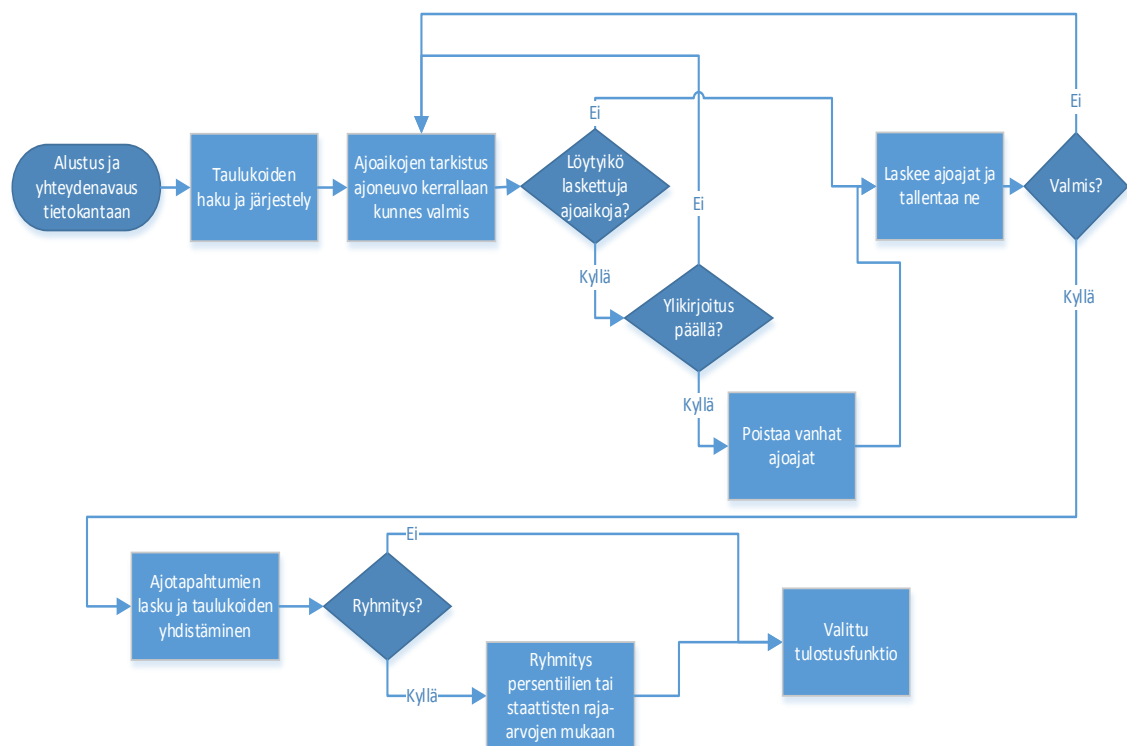 Alustus ja
yhteydenavaus
tietokantaan
Taulukoiden
haku ja järjestely
Ajoaikojen tarkistus
ajoneuvo kerrallaan
kunnes valmis
Ei
Löytyikö
laskettuja
ajoaikoja?
Kyllä
Ei
Ylikirjoitus
päällä?
Kyllä
Poistaa vanhat
ajoajat
Laskee ajoajat ja
tallentaa ne
Ei
Valmis?
Kyllä
Ajotapahtumien
lasku ja taulukoiden
yhdistäminen
Ei
Ryhmitys?
Kyllä
Ryhmitys
persentiilien tai
staattisten raja-
arvojen mukaan
Valittu
tulostusfunktio